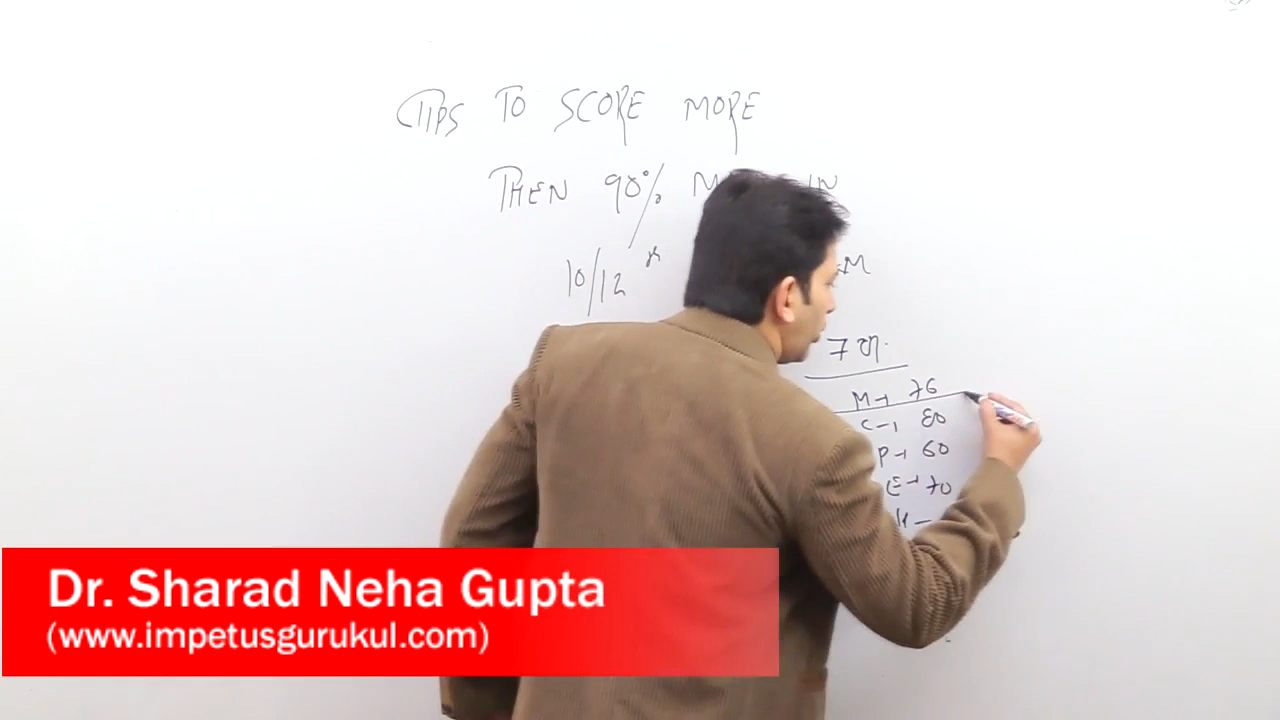 TIPS TO SCORE MORE
THEN 90% IN
10/12
M → 76
C → 80
P → 60
E → 70
H →
Dr. Sharad Neha Gupta
(www.impetusgurukul.com)